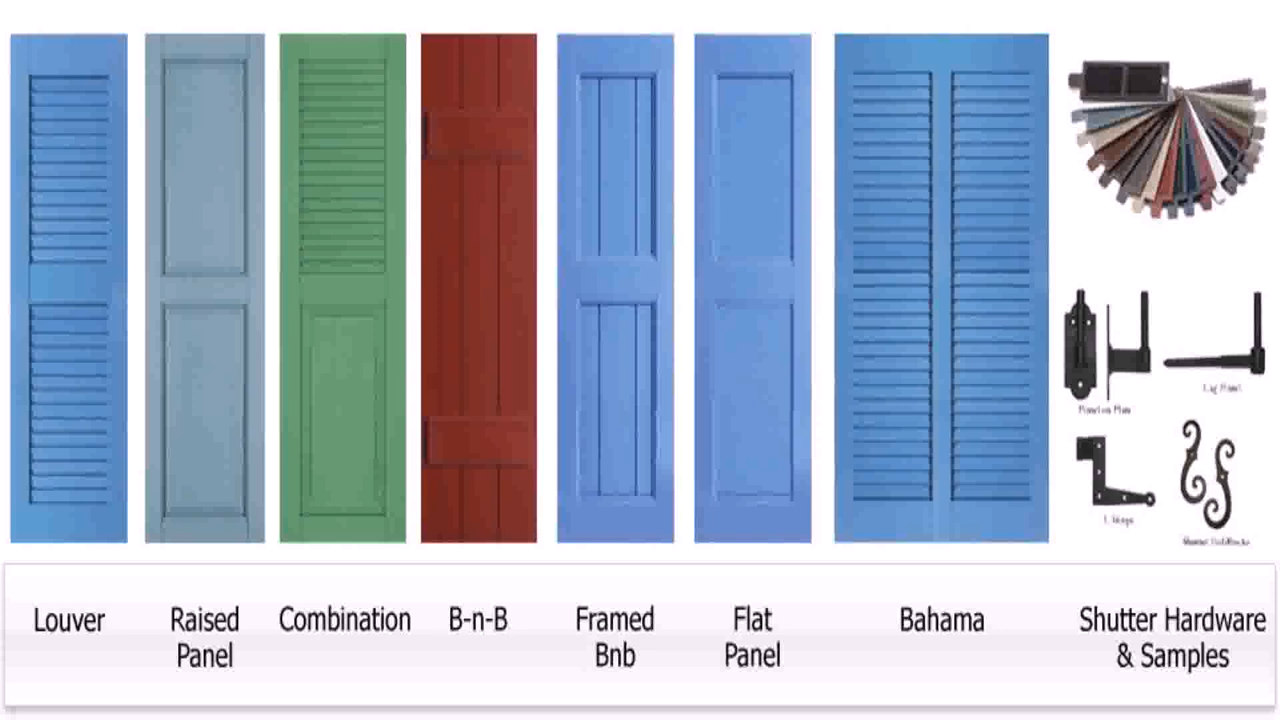 Louver
Raised
Panel
Combination
B-n-B
Framed
Bnb
Flat
Panel
Bahama
Shutter Hardware
& Samples